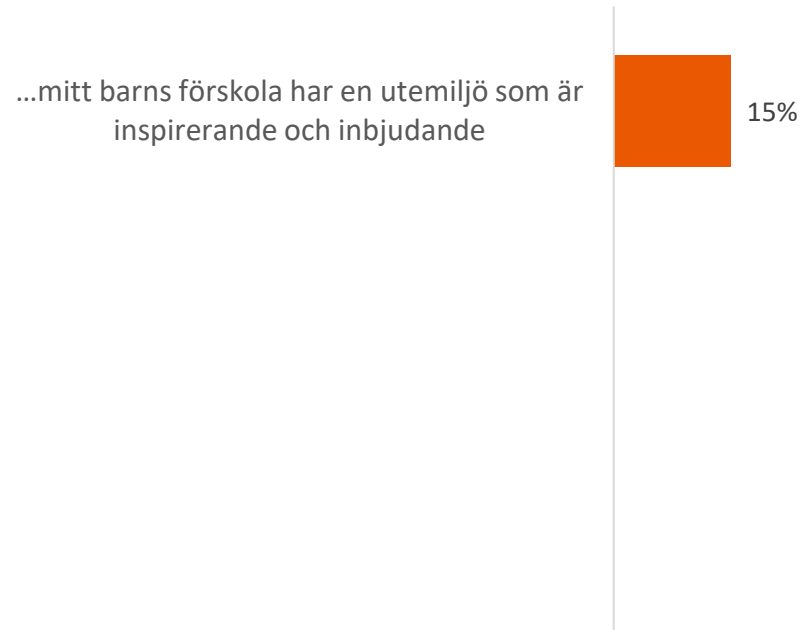 …mitt barns förskola har en utemiljö som är
inspirerande och inbjudande
15%